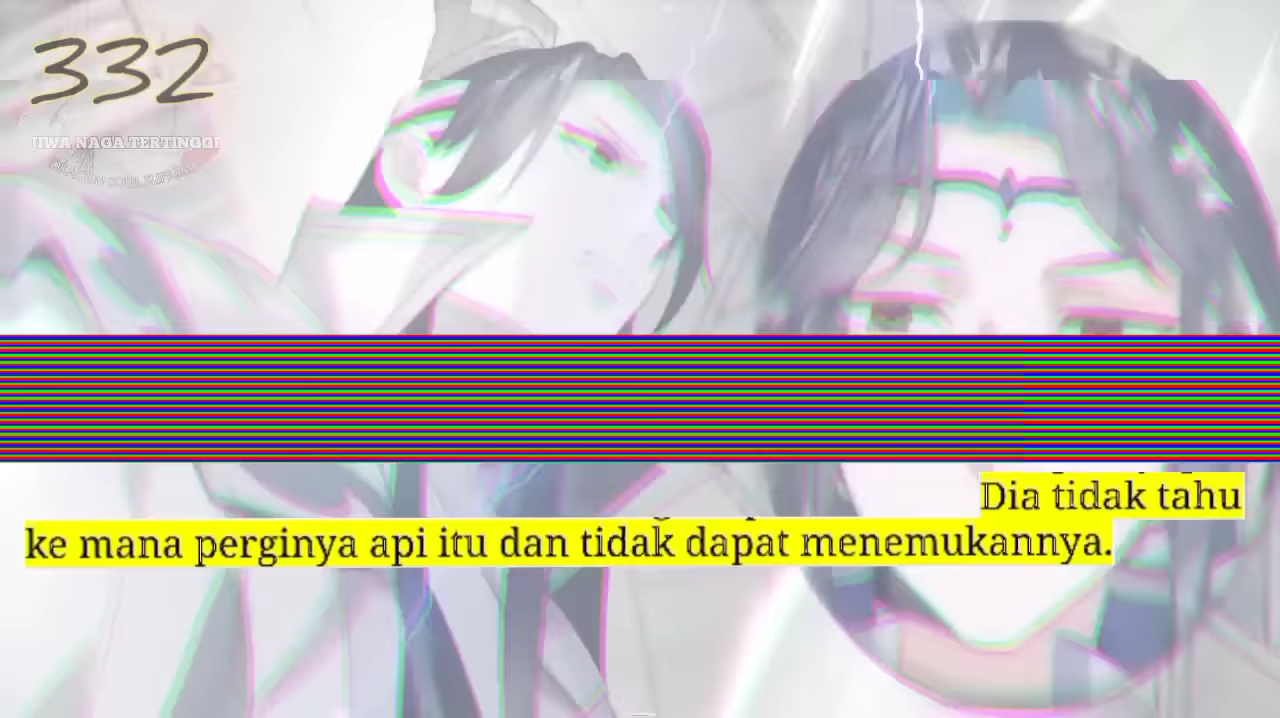 332
JIWA NAGA TERTINGGI
Dia tidak tahu
ke mana perginya api itu dan tidak dapat menemukannya.